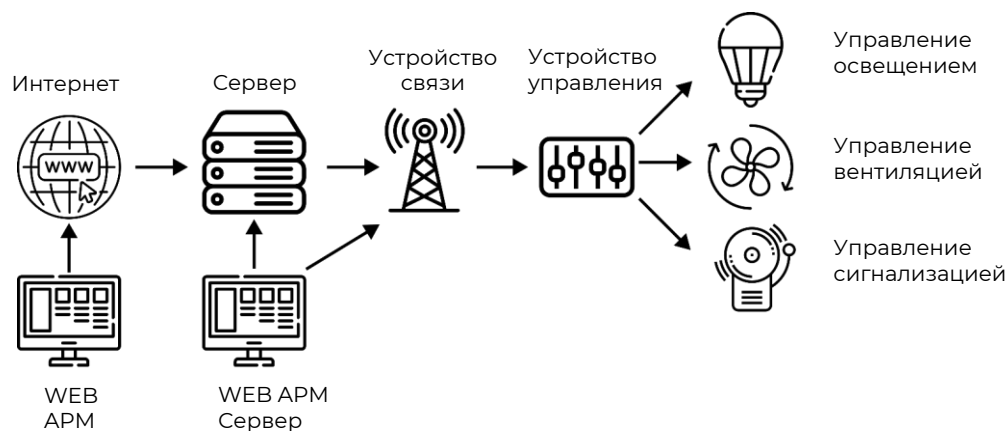 Интернет
Сервер
Устройство
связи
Устройство
управления
Управление
освещением
www
Управление
вентиляцией
Управление
сигнализацией
WEB
АРМ
WEB АРМ
Сервер